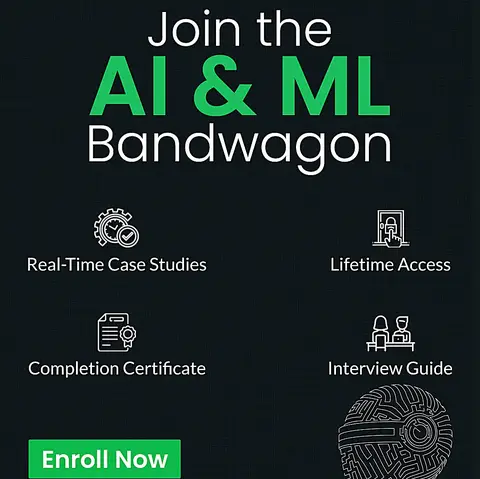 Join the
AI & ML
Bandwagon
Real-Time Case Studies
Lifetime Access
Completion Certificate
Interview Guide
Enroll Now